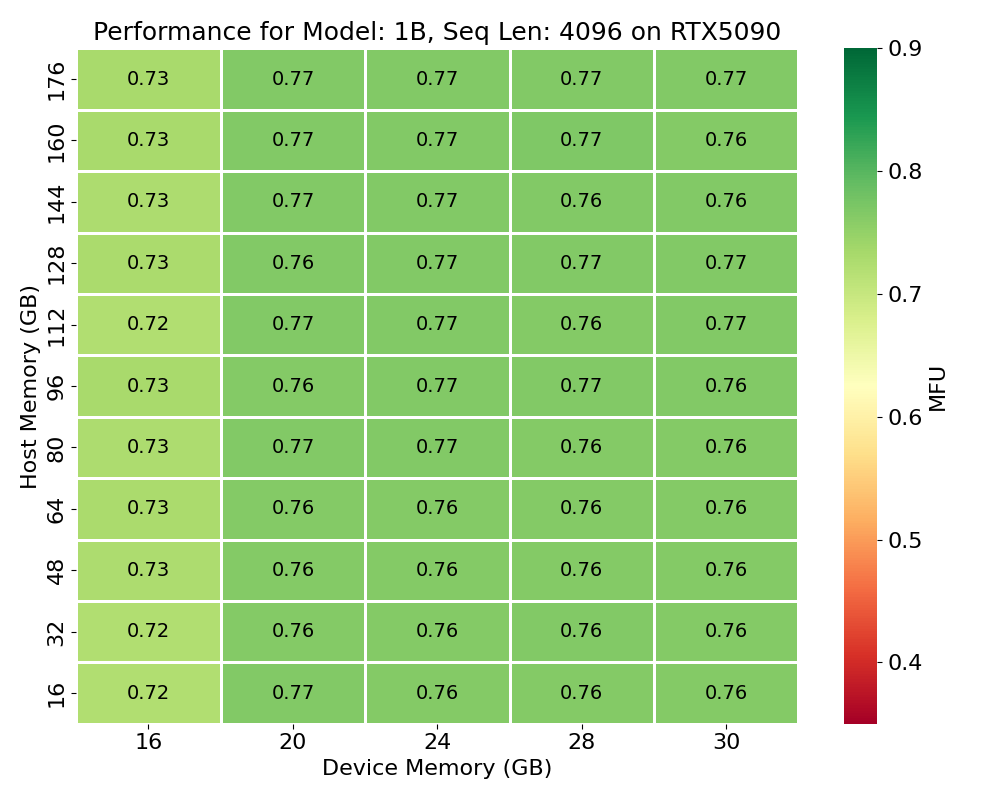 Performance for Model: 1B, Seq Len: 4096 on RTX5090
176 0.73 0.77 0.77 0.77 0.77
160 0.73 0.77 0.77 0.77 0.76
144 0.73 0.77 0.77 0.76 0.76
128 0.73 0.76 0.77 0.77 0.77
112 0.72 0.77 0.77 0.76 0.77
96 0.73 0.76 0.77 0.77 0.76
80 0.73 0.77 0.77 0.76 0.76
64 0.73 0.76 0.76 0.76 0.76
48 0.73 0.76 0.76 0.76 0.76
32 0.72 0.76 0.76 0.76 0.76
16 0.72 0.77 0.76 0.76 0.76
Host Memory (GB)
16 20 24 28 30
Device Memory (GB)
0.9
0.8
0.7
0.6
0.5
0.4
MFU